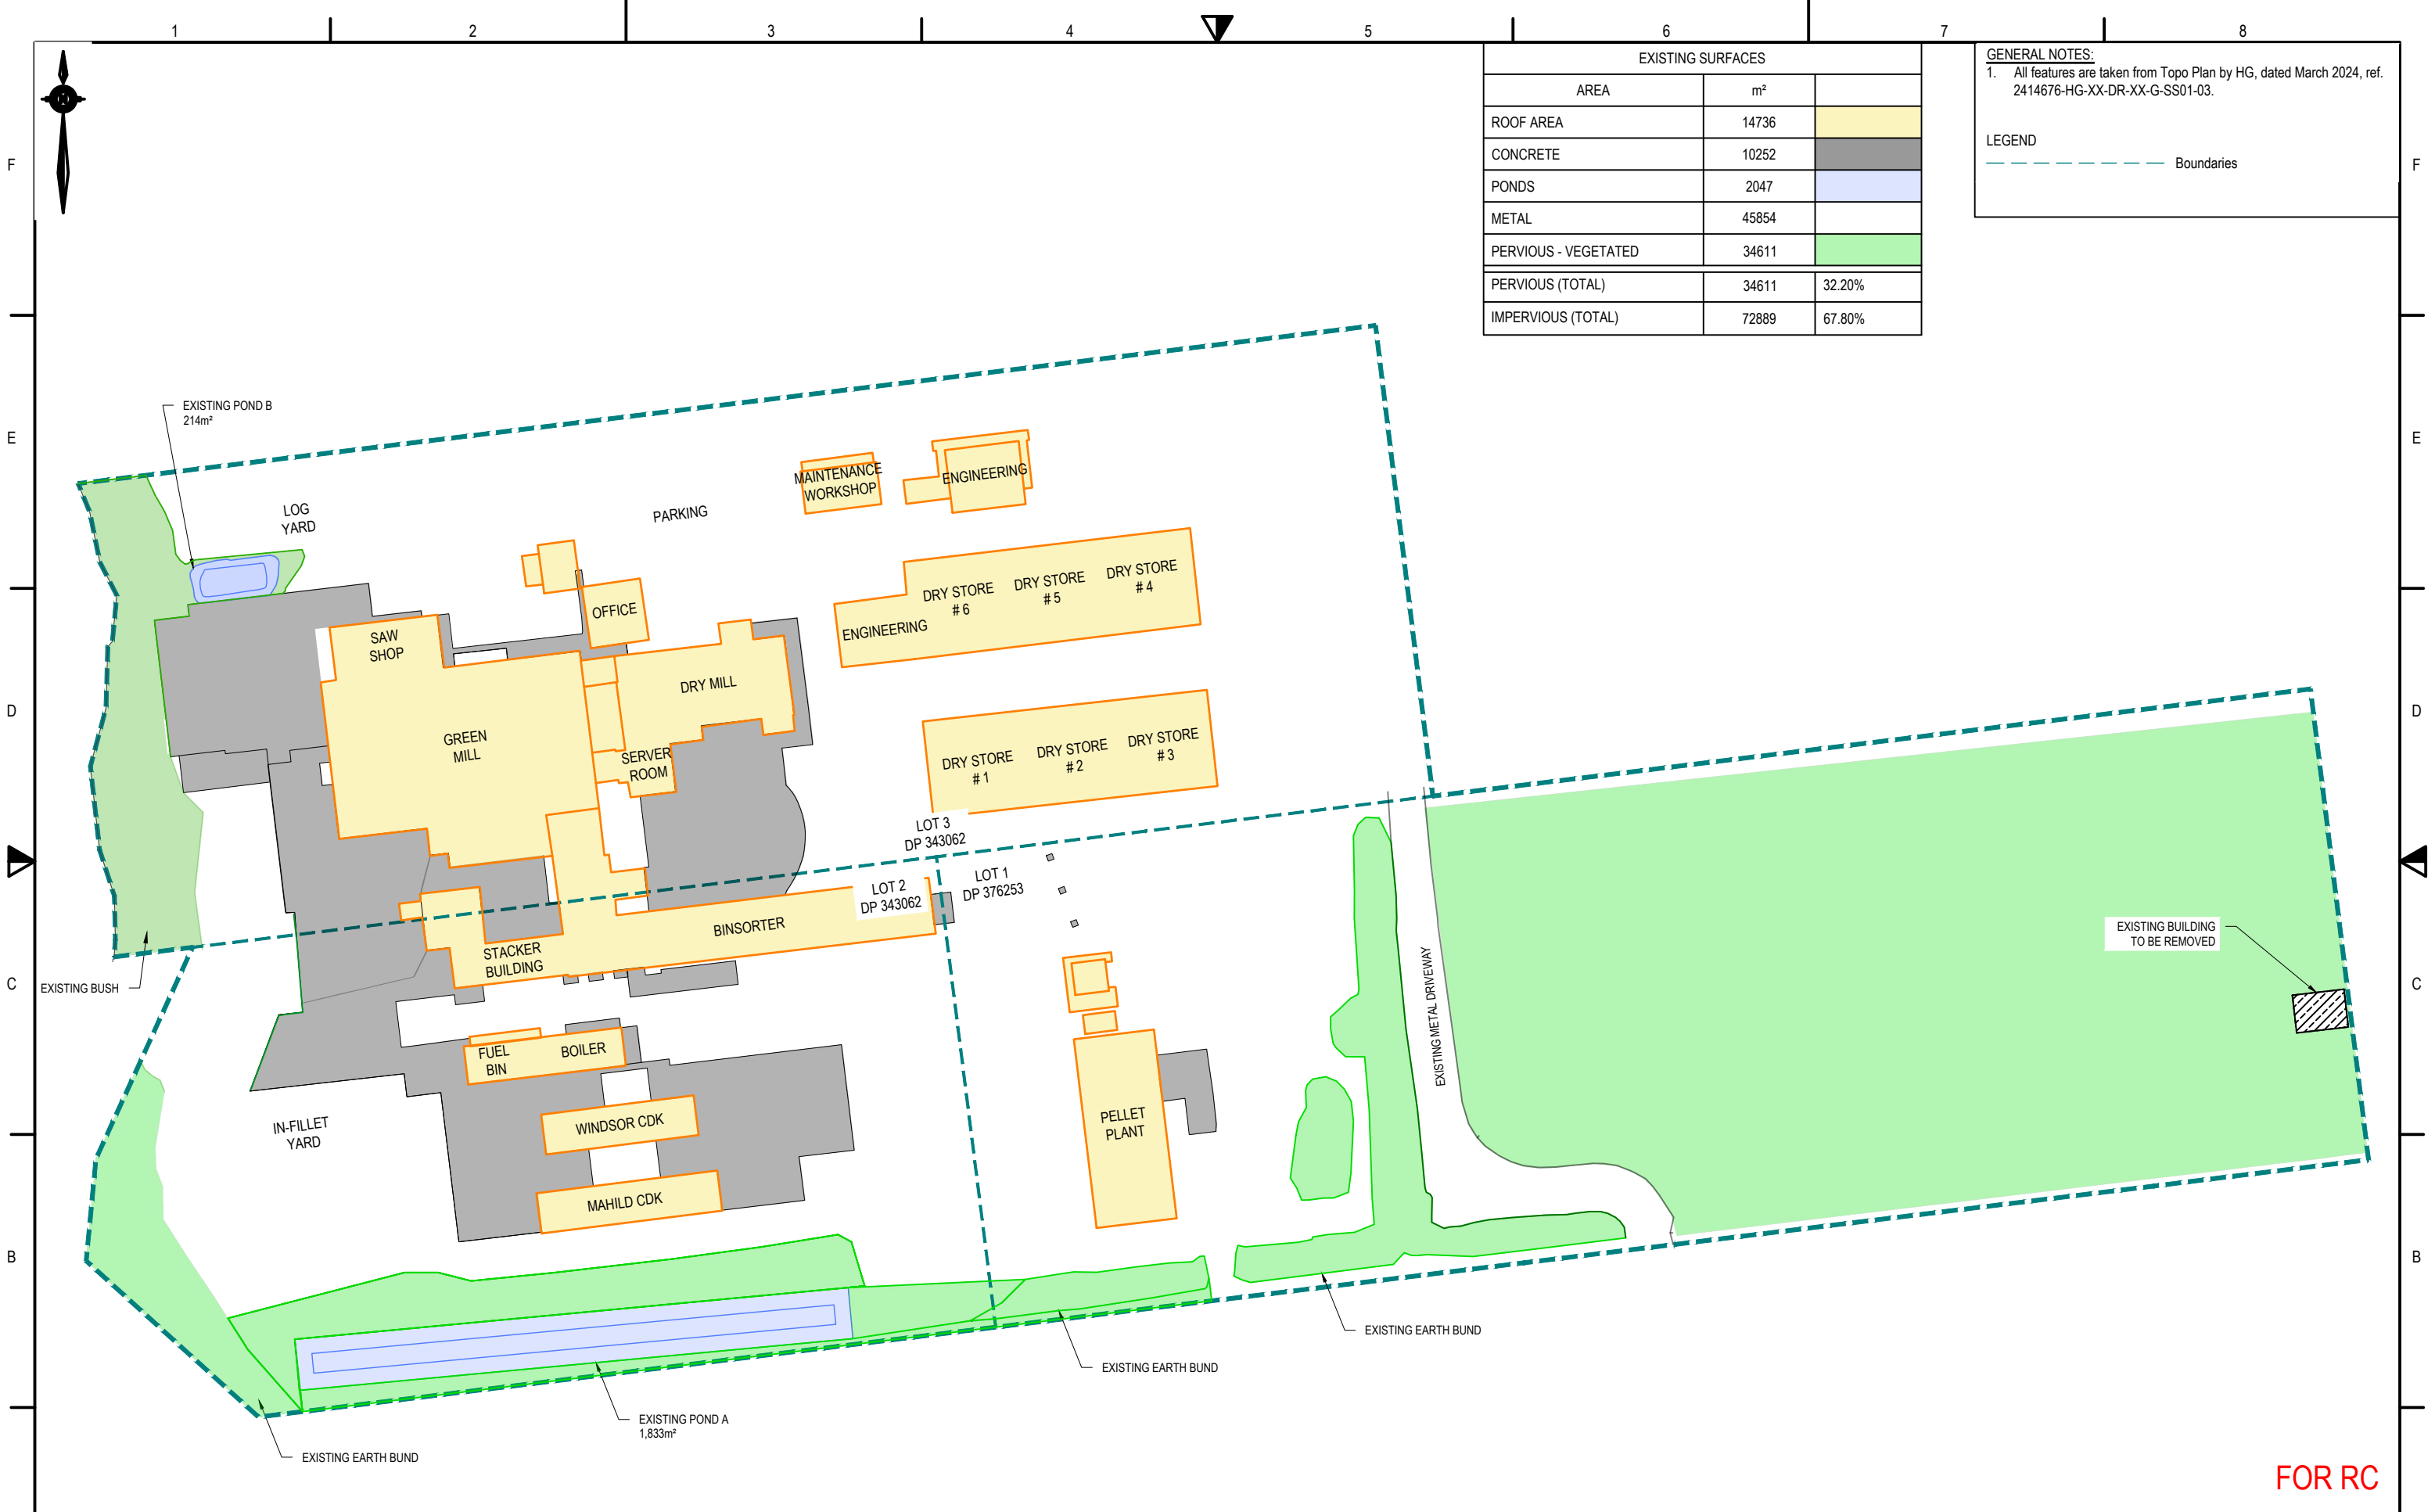 1 2 3 4 5 6 7 8
EXISTING SURFACES
AREA m²
ROOF AREA 14736
CONCRETE 10252
PONDS 2047
METAL 45854
PERVIOUS - VEGETATED 34611
PERVIOUS (TOTAL) 34611 32.20%
IMPERVIOUS (TOTAL) 72889 67.80%
GENERAL NOTES:
1. All features are taken from Topo Plan by HG, dated March 2024, ref.
2414676-HG-XX-DR-XX-G-SS01-03.
LEGEND
Boundaries
F F
E E
D D
C C
B B
EXISTING POND B
214m²
LOG
YARD
PARKING
MAINTENANCE
WORKSHOP
ENGINEERING
OFFICE
DRY STORE
# 6
DRY STORE
# 5
DRY STORE
# 4
ENGINEERING
SAW
SHOP
DRY MILL
GREEN
MILL
SERVER
ROOM
DRY STORE
# 1
DRY STORE
# 2
DRY STORE
# 3
LOT 3
DP 343062
LOT 2
DP 343062
LOT 1
DP 376253
BINSORTER
STACKER
BUILDING
EXISTING BUSH
EXISTING METAL DRIVEWAY
EXISTING BUILDING
TO BE REMOVED
FUEL
BIN
BOILER
IN-FILLET
YARD
WINDSOR CDK
PELLET
PLANT
MAHILD CDK
EXISTING EARTH BUND
EXISTING EARTH BUND
EXISTING POND A
1,833m²
EXISTING EARTH BUND
FOR RC